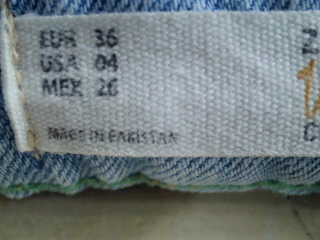 EUR 36
USA 04
MEX 26
MADE IN PAKISTAN